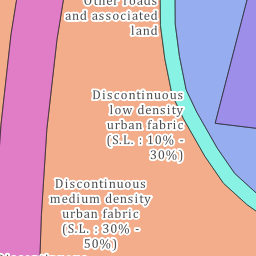 Other roads
and associated
land
Discontinuous
low density
urban fabric
(S.L. : 10% -
30%)
Discontinuous
medium density
urban fabric
(S.L. : 30% -
50%)
Discontinuous